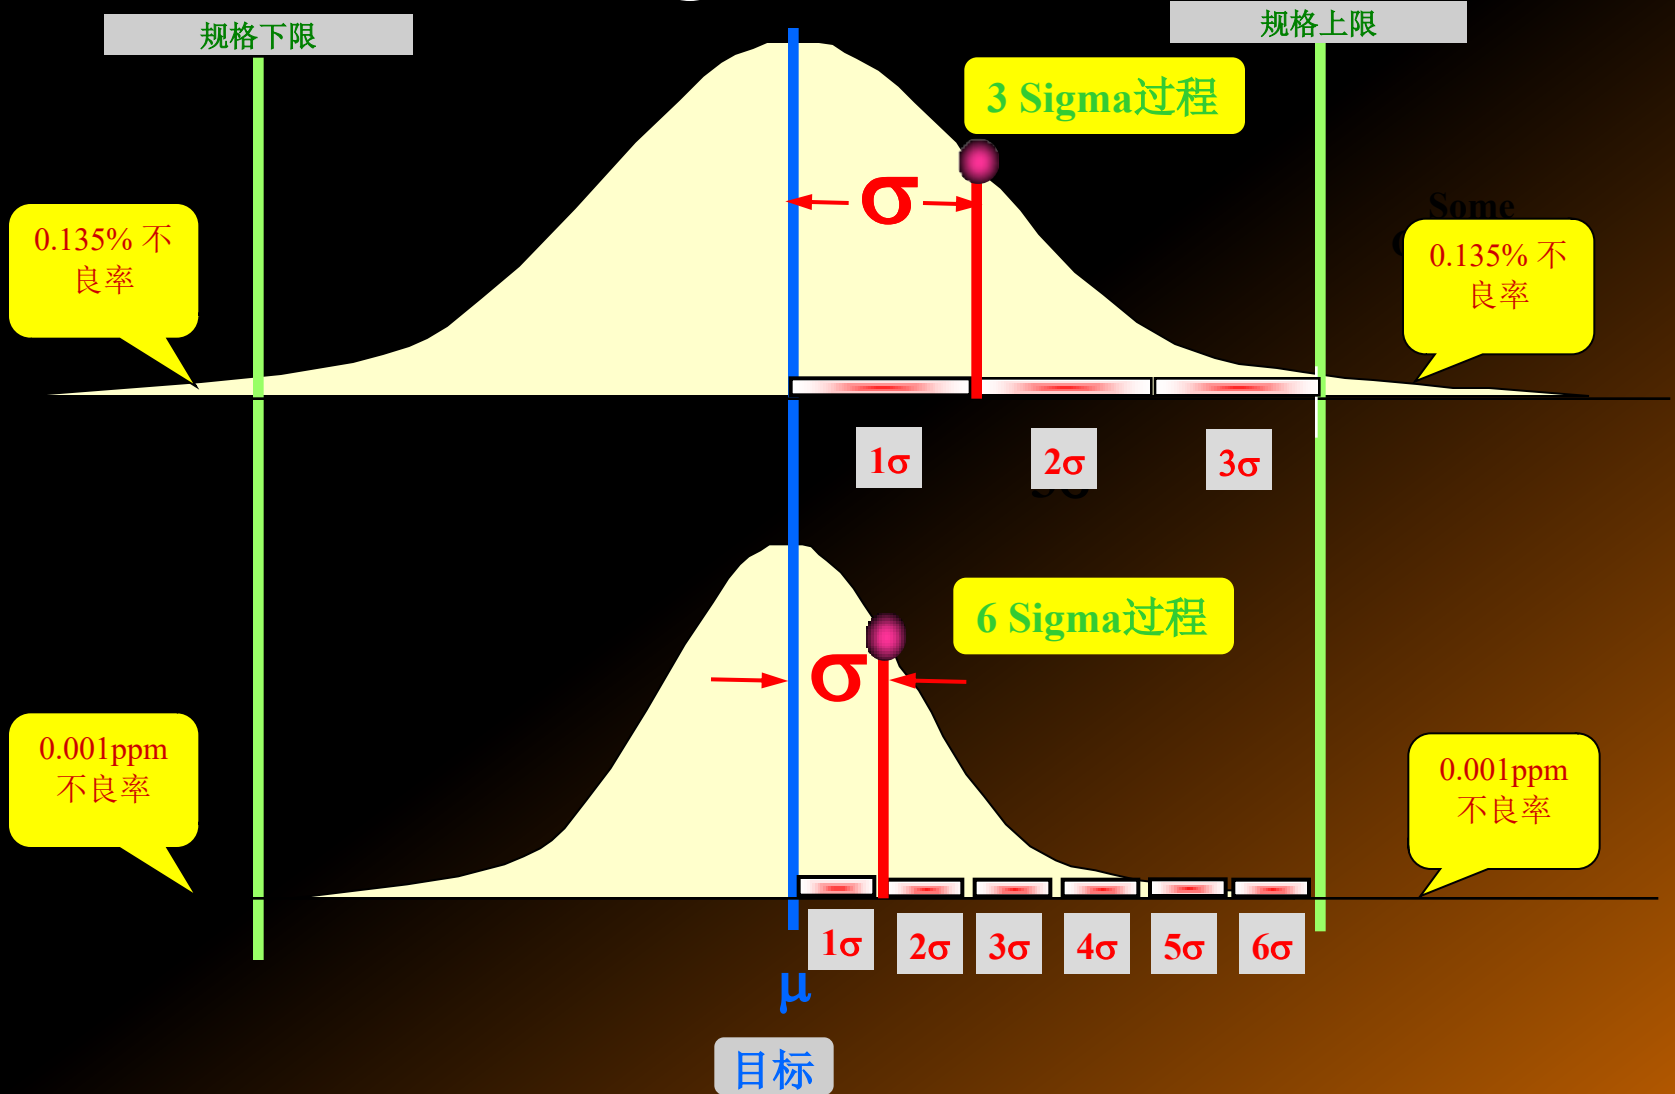 规格下限
规格上限
3 Sigma过程
σ
Some
0.135% 不
良率
0.135% 不
良率
1σ
2σ
3σ
6 Sigma过程
σ
0.001ppm
不良率
0.001ppm
不良率
1σ
2σ
3σ
4σ
5σ
6σ
μ
目标